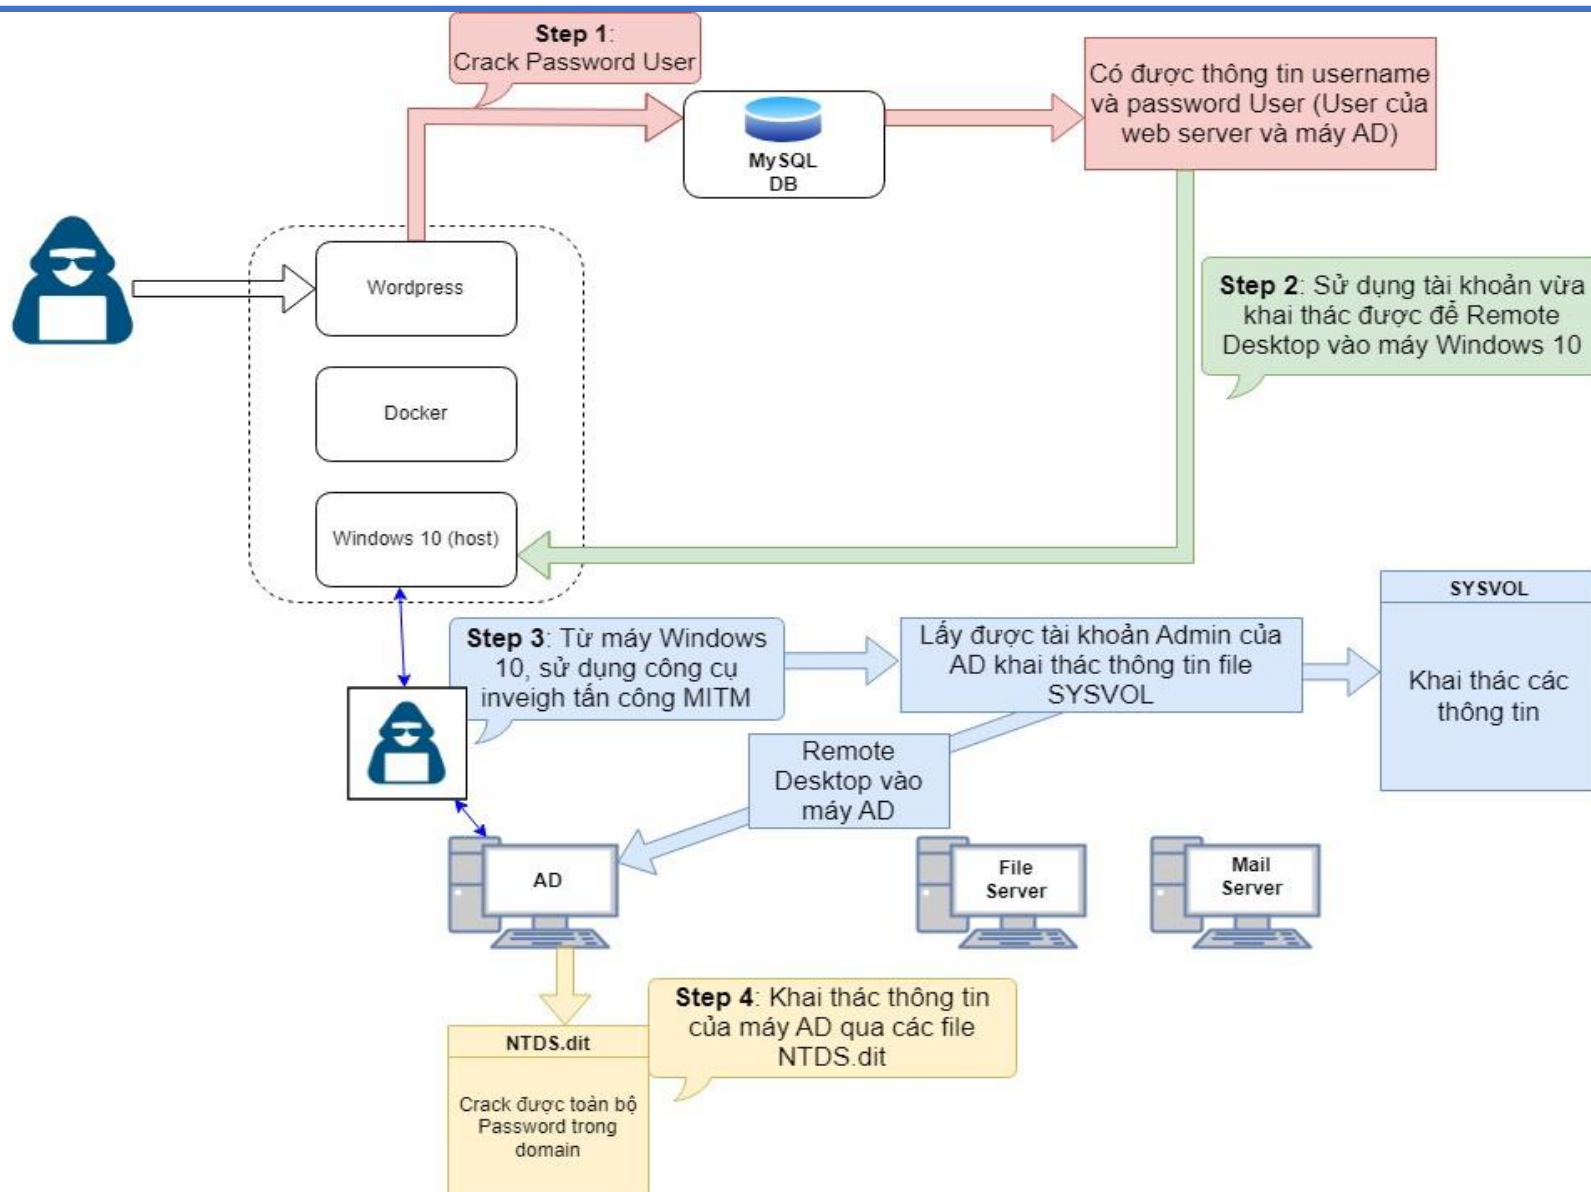 Step 1:
Crack Password User
MySQL
DB
Có được thông tin username
và password User (User của
web server và máy AD)
Wordpress
Docker
Windows 10 (host)
Step 2: Sử dụng tài khoản vừa
khai thác được để Remote
Desktop vào máy Windows 10
Step 3: Từ máy Windows
10, sử dụng công cụ
inveigh tấn công MITM
Lấy được tài khoản Admin của
AD khai thác thông tin file
SYSVOL
SYSVOL
Khai thác các
thông tin
Remote
Desktop vào
máy AD
AD
File
Server
Mail
Server
Step 4: Khai thác thông tin
của máy AD qua các file
NTDS.dit
NTDS.dit
Crack được toàn bộ
Password trong
domain